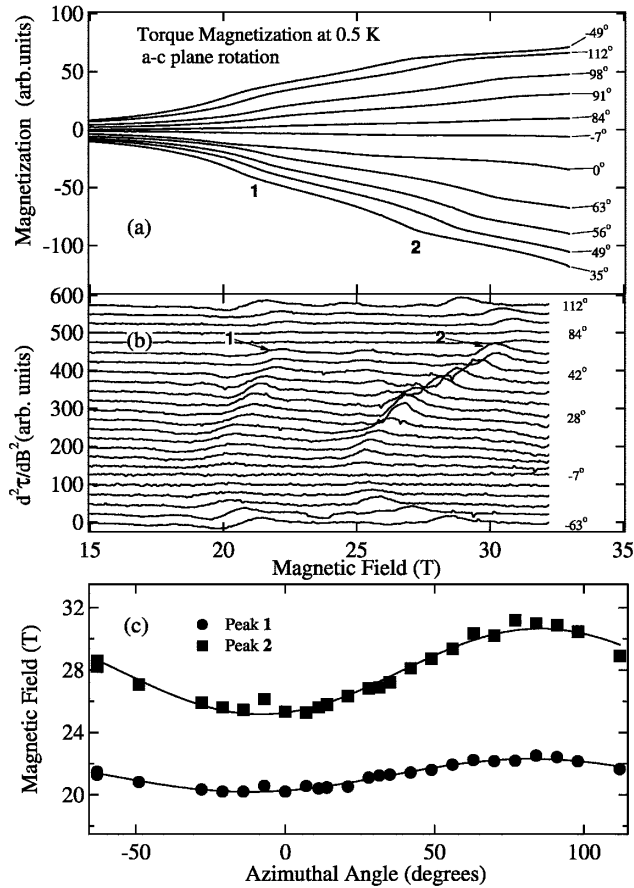 (a)
Torque Magnetization at 0.5 K
a-c plane rotation
Magnetization (arb.units)
100
50
0
-50
-100
-49°
112°
98°
91°
84°
-7°
0°
63°
56°
49°
35°
1
2
(b)
d²τ/dB² (arb. units)
600
500
400
300
200
100
0
1
2
112°
84°
42°
28°
-7°
-63°
15 20 25 30 35
Magnetic Field (T)
(c)
Peak 1
Peak 2
Magnetic Field (T)
32
28
24
22
20
-50 0 50 100
Azimuthal Angle (degrees)